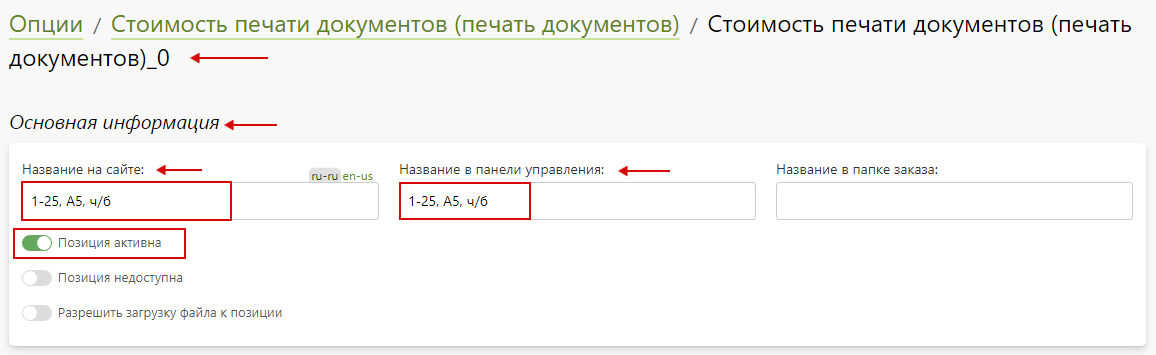 Опции / Стоимость печати документов (печать документов) / Стоимость печати документов (печать
документов)_0
Основная информация
Название на сайте: ru-ru en-us Название в панели управления: Название в папке заказа:
1-25, А5, ч/б 1-25, А5, ч/б
Позиция активна
Позиция недоступна
Разрешить загрузку файла к позиции